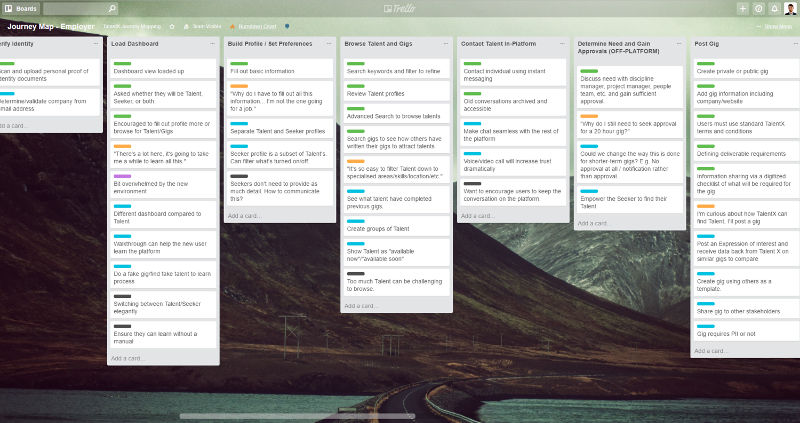 Boards
Trello
Journey Map - Employer
TalentX Journey Mapping
Team Visible
Burndown Chart
Show Menu
erify Identity
can and upload personal proof of
dentity documents
Determine/validate company from
mail address
dd a card...
Load Dashboard
Dashboard view loaded up
Asked whether they will be Talent,
Seeker, or both.
Encouraged to fill out profile more or
browse for Talent/Gigs
"There's a lot here, it's going to take
me a while to learn all this."
Bit overwhelmed by the new
environment
Different dashboard compared to
Talent.
Walkthrough can help the new user
learn the platform
Do a fake gig/find fake talent to learn
process
Switching between Talent/Seeker
elegantly
Ensure they can learn without a
manual
Add a card...
Build Profile / Set Preferences
Fill out basic information
"Why do I have to fill out all this
information... I'm not the one going
for a job."
Separate Talent and Seeker profiles
Seeker profile is a subset of Talent's.
Can filter what's turned on/off
Seekers don't need to provide as
much detail. How to communicate
this?
Add a card...
Browse Talent and Gigs
Search keywords and filter to refine
Review Talent profiles
Advanced Search to browse talents
Search gigs to see how others have
written their gigs to attract talents
"It's so easy to filter Talent down to
specialised areas/skills/location/etc."
See what talent have completed
previous gigs.
Create groups of Talent
Show Talent as "available
now"/"available soon"
Too much Talent can be challenging
to browse.
Add a card...
Contact Talent In-Platform
Contact individual using instant
messaging
Old conversations archived and
accessible
Make chat seamless with the rest of
the platform
Voice/video call will increase trust
dramatically
Want to encourage users to keep the
conversation on the platform
Add a card...
Determine Need and Gain
Approvals (OFF-PLATFORM)
Discuss need with discipline
manager, project manager, people
team, etc. and gain sufficient
approval.
"Why do I still need to seek approval
for a 20 hour gig?"
Could we change the way this is done
for shorter-term gigs? E.g. No
approval at all / notification rather
than approval
Empower the Seeker to find their
Talent
Add a card...
Post Gig
Create private or public gig
Add gig information including
company/website
Users must use standard TalentX
terms and conditions
Defining deliverable requirements
Information sharing via a digitized
checklist of what will be required for
the gig
I'm curious about how TalentX can
find Talent, I'll post a gig
Post an Expression of Interest and
receive data back from Talent X on
similar gigs to compare
Create gig using others as a
template.
Share gig to other stakeholders
Gig requires PII or not
Add a card...